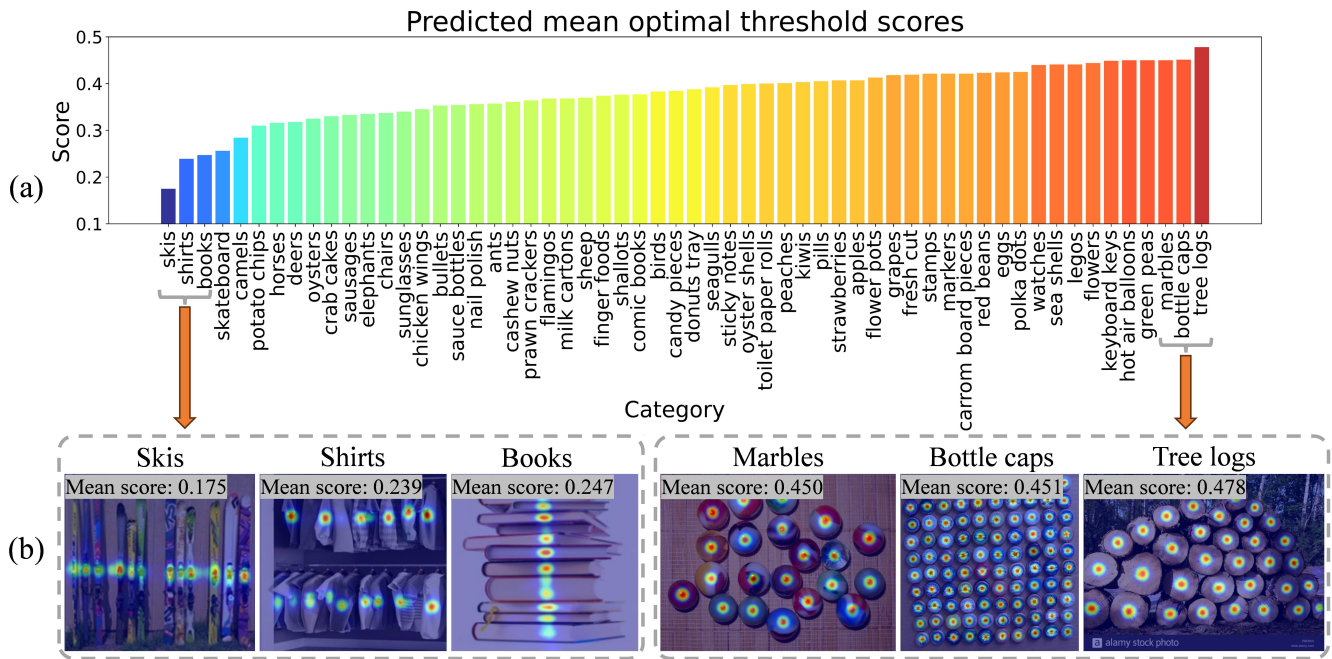 Predicted mean optimal threshold scores
0.5
0.4
0.3
0.2
0.1
Score
(a)
skis
shirts
books
skateboard
camels
potato chips
horses
deers
oysters
crab cakes
sausages
elephants
chairs
sunglasses
chicken wings
bullets
sauce bottles
nail polish
ants
cashew nuts
prawn crackers
flamingos
milk cartons
sheep
finger foods
shallots
comic books
birds
candy pieces
donuts tray
seagulls
sticky notes
oyster shells
toilet paper rolls
peaches
kiwis
pills
strawberries
apples
flower pots
grapes
fresh cut
stamps
markers
carrom board pieces
red beans
eggs
polka dots
watches
sea shells
legos
flowers
keyboard keys
hot air balloons
green peas
marbles
bottle caps
tree logs
Category
(b)
Skis
Mean score: 0.175
Shirts
Mean score: 0.239
Books
Mean score: 0.247
Marbles
Mean score: 0.450
Bottle caps
Mean score: 0.451
Tree logs
Mean score: 0.478
a alamy stock photo